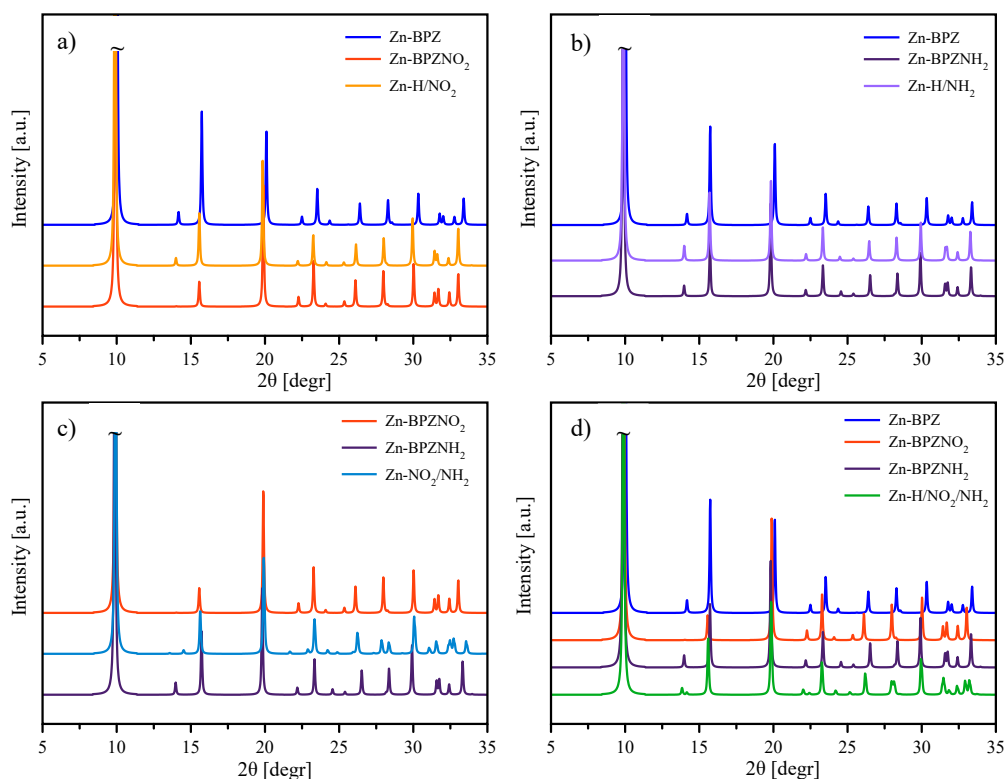 a)
~
Zn-BPZ
Zn-BPZNO₂
Zn-H/NO₂
Intensity [a.u.]
5 10 15 20 25 30 35
2θ [degr]
b)
~
Zn-BPZ
Zn-BPZNH₂
Zn-H/NH₂
Intensity [a.u.]
5 10 15 20 25 30 35
2θ [degr]
c)
~
Zn-BPZNO₂
Zn-BPZNH₂
Zn-NO₂/NH₂
Intensity [a.u.]
5 10 15 20 25 30 35
2θ [degr]
d)
~
Zn-BPZ
Zn-BPZNO₂
Zn-BPZNH₂
Zn-H/NO₂/NH₂
Intensity [a.u.]
5 10 15 20 25 30 35
2θ [degr]